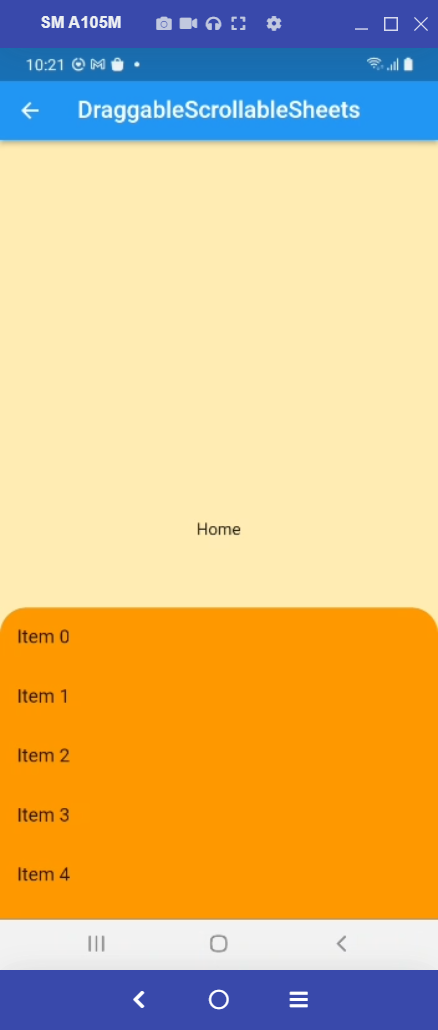 SM A105M
10:21
DraggableScrollableSheets
Home
Item 0
Item 1
Item 2
Item 3
Item 4